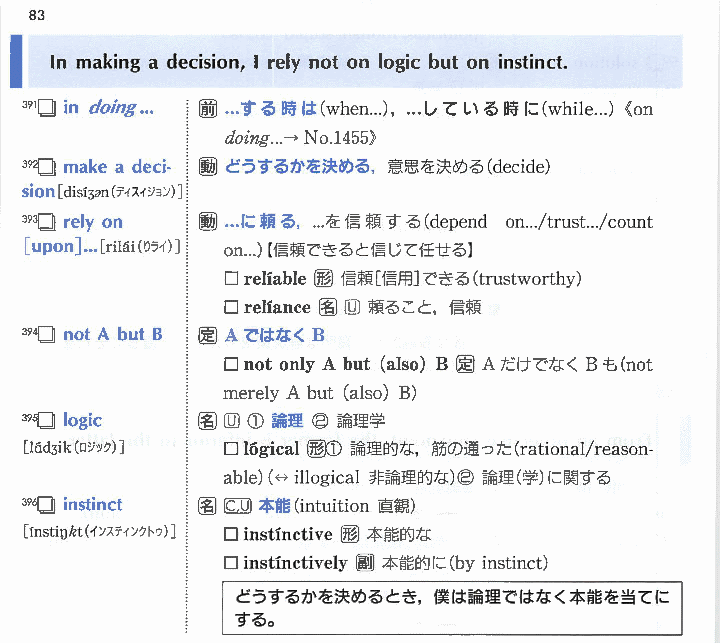 83
In making a decision, I rely not on logic but on instinct.
391 in doing ...
前 …する時は(when...), …している時に(while...)《on
doing...→ No.1455》
392 make a deci-
sion [disíʒən(ディスィジョン)]
動 どうするかを決める, 意思を決める(decide)
393 rely on
[upon]... [rilái(リライ)]
動 …に頼る, …を信頼する(depend on.../trust.../count
on...)【信頼できると信じて任せる】
□ relíable 形 信頼[信用]できる(trustworthy)
□ relíance 名 U 頼ること, 信頼
394 not A but B
定 A ではなく B
□ not only A but (also) B 定 A だけでなく B も(not
merely A but (also) B)
395 logic
[ládʒik(ロジック)]
名 U ① 論理 ② 論理学
□ lógical 形① 論理的な, 筋の通った(rational/reason-
able)(↔ illogical 非論理的な)② 論理(学)に関する
396 instinct
[ínstiŋkt(インスティンクトゥ)]
名 C,U 本能(intuition 直観)
□ instínctive 形 本能的な
□ instínctively 副 本能的に(by instinct)
どうするかを決めるとき, 僕は論理ではなく本能を当てに
する。